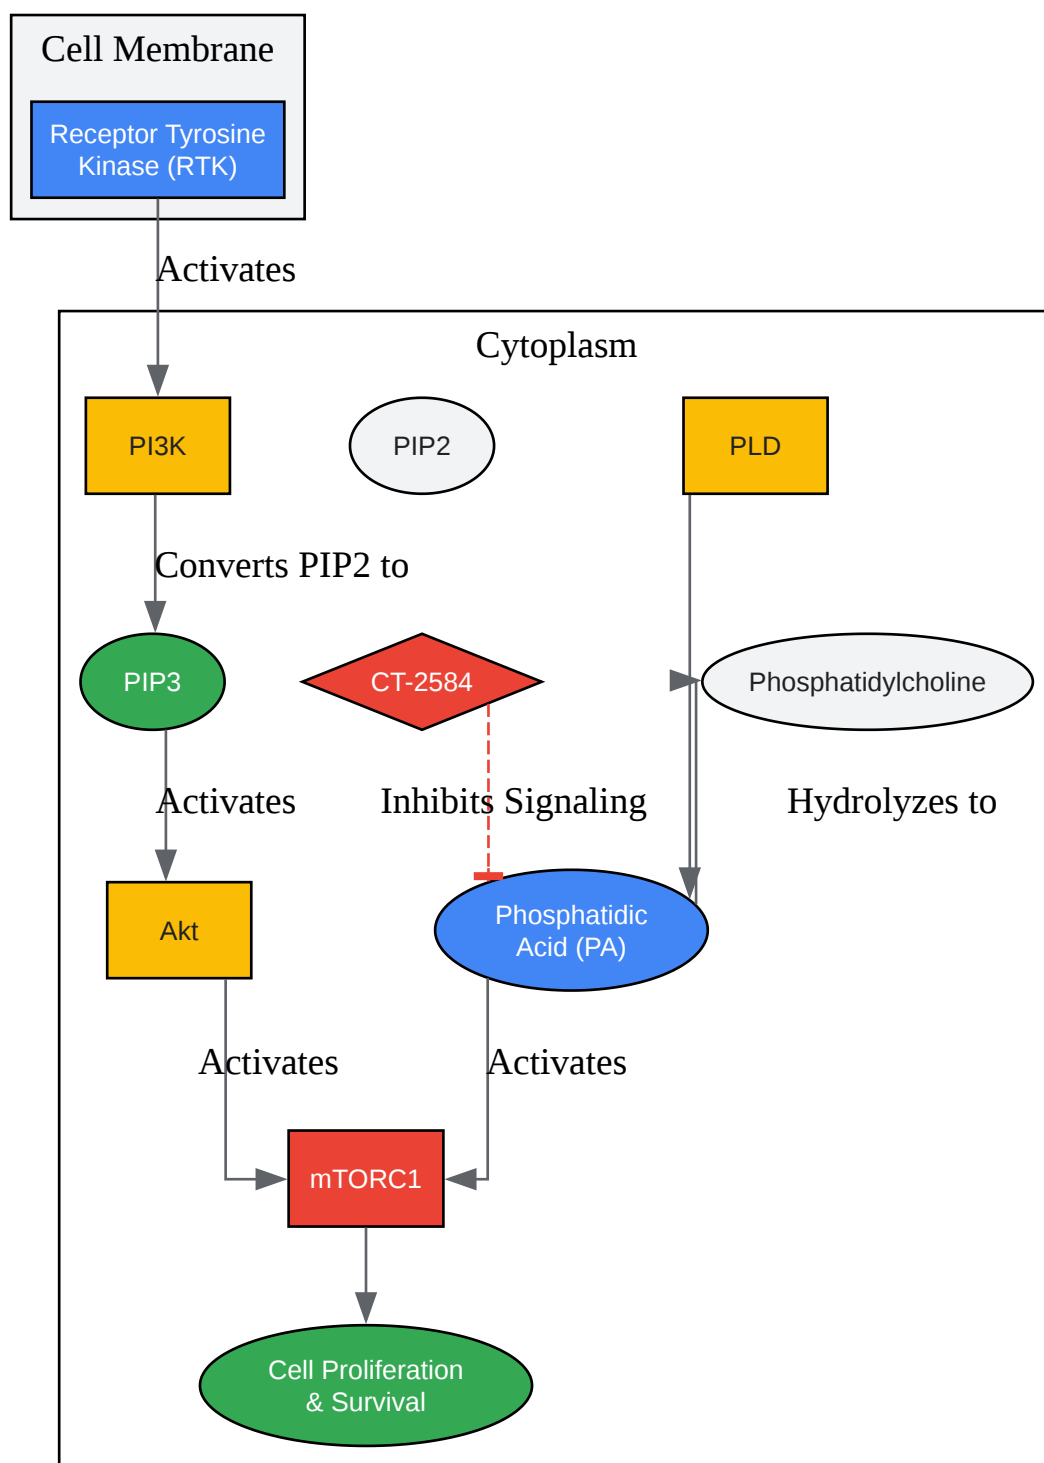 Cell Membrane
Receptor Tyrosine
Kinase (RTK)
Activates
Cytoplasm
PI3K
PIP2
PLD
Converts PIP2 to
PIP3
CT-2584
Phosphatidylcholine
Activates
Inhibits Signaling
Hydrolyzes to
Akt
Phosphatidic
Acid (PA)
Activates
Activates
mTORC1
Cell Proliferation
& Survival